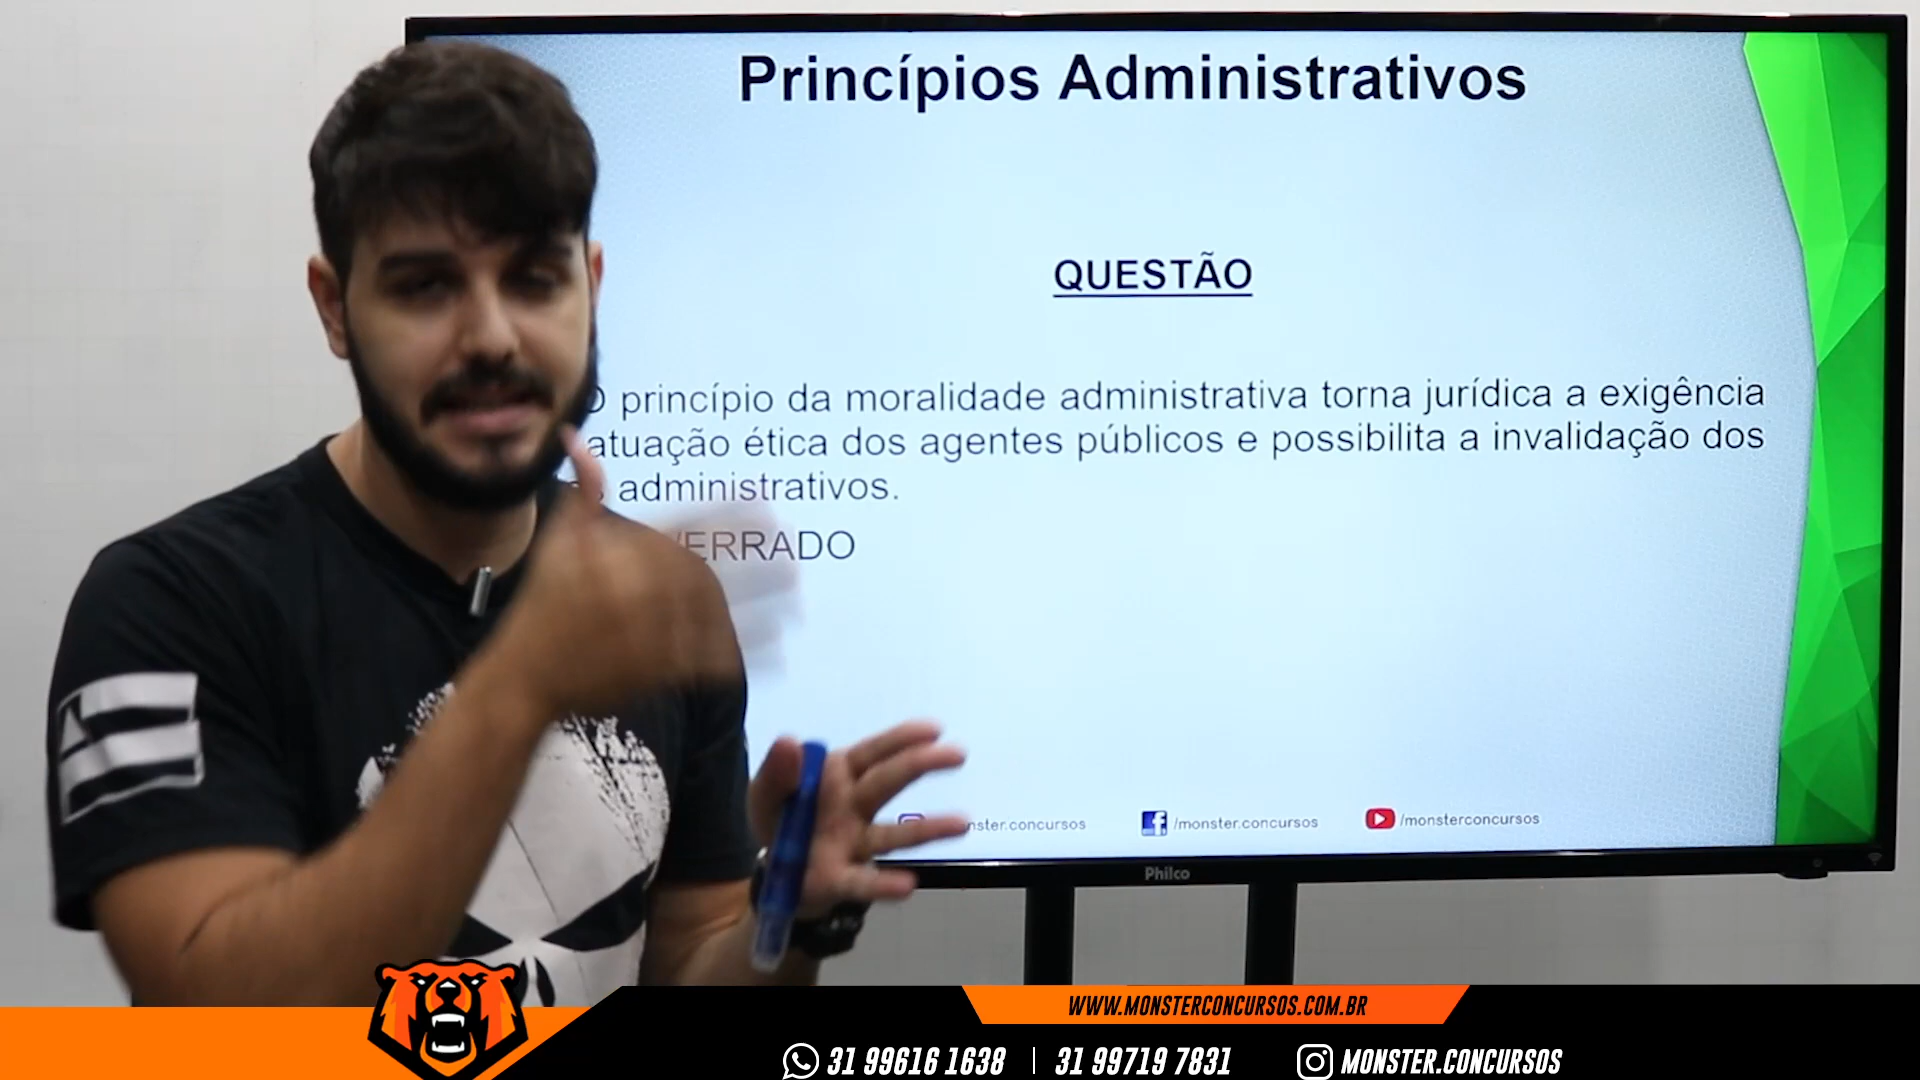 Princípios Administrativos
QUESTÃO
O princípio da moralidade administrativa torna jurídica a exigência
atuação ética dos agentes públicos e possibilita a invalidação dos
administrativos.
/ERRADO
nster.concursos
/monster.concursos
/monsterconcursos
Philco
WWW.MONSTERCONCURSOS.COM.BR
31 99616 1638 | 31 99719 7831
MONSTER.CONCURSOS